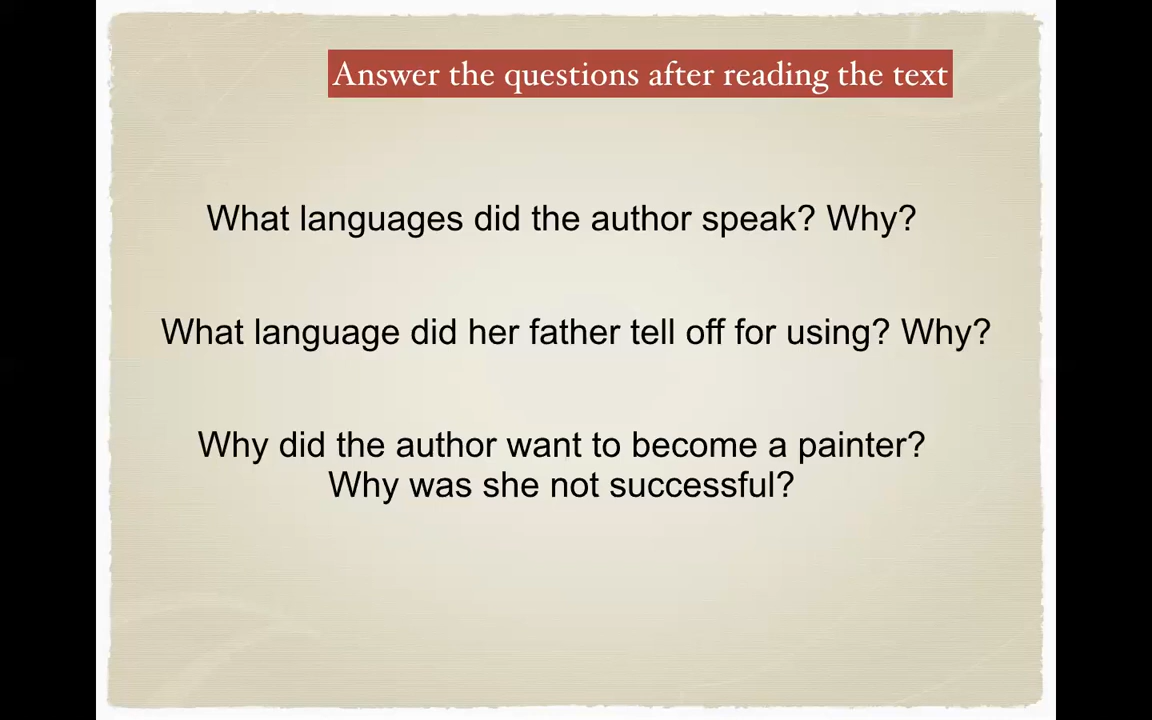 Answer the questions after reading the text
What languages did the author speak? Why?
What language did her father tell off for using? Why?
Why did the author want to become a painter?
Why was she not successful?